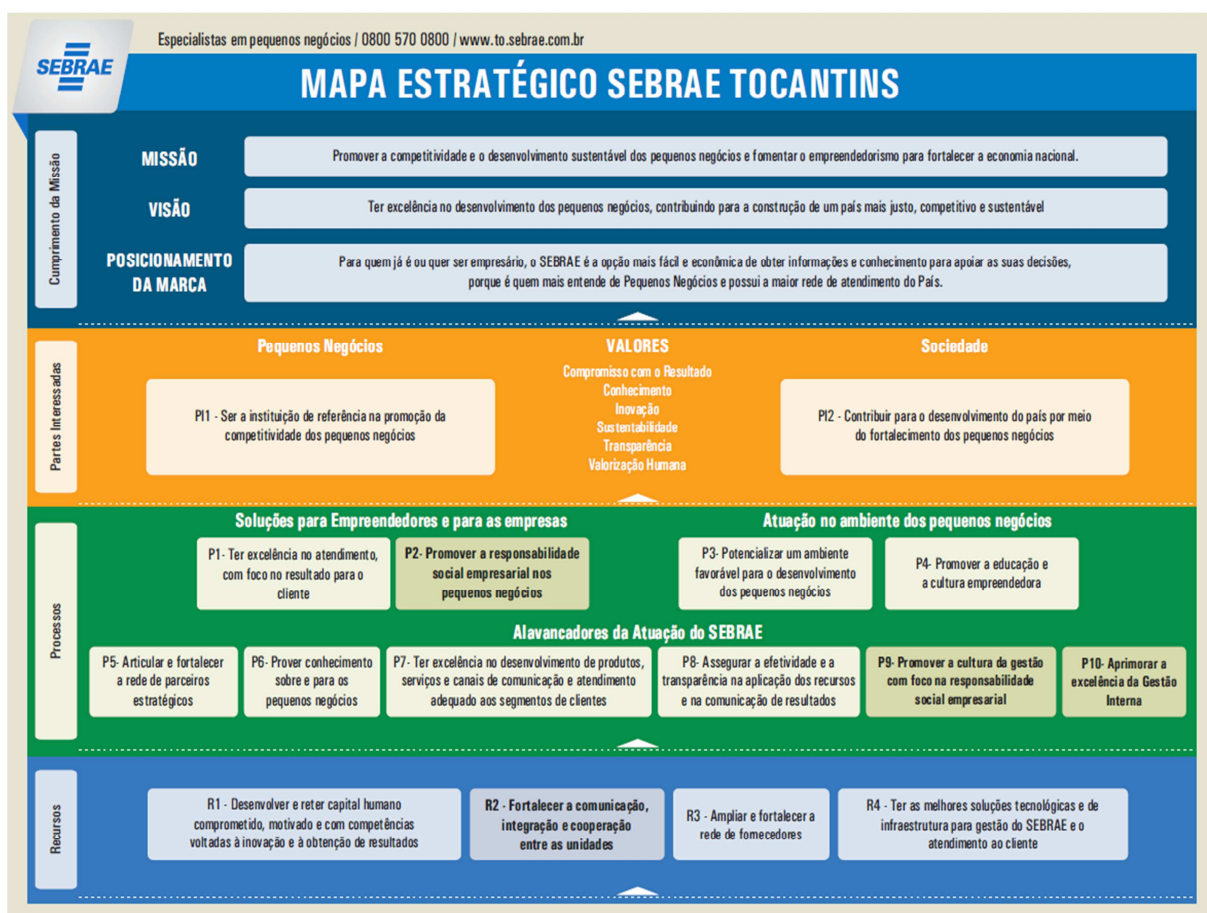 SEBRAE
Especialistas em pequenos negócios / 0800 570 0800 / www.to.sebrae.com.br
MAPA ESTRATÉGICO SEBRAE TOCANTINS
Cumprimento da Missão
MISSÃO
Promover a competitividade e o desenvolvimento sustentável dos pequenos negócios e fomentar o empreendedorismo para fortalecer a economia nacional.
VISÃO
Ter excelência no desenvolvimento dos pequenos negócios, contribuindo para a construção de um país mais justo, competitivo e sustentável
POSICIONAMENTO
DA MARCA
Para quem já é ou quer ser empresário, o SEBRAE é a opção mais fácil e econômica de obter informações e conhecimento para apoiar as suas decisões,
porque é quem mais entende de Pequenos Negócios e possui a maior rede de atendimento do País.
Partes Interessadas
Pequenos Negócios
PI1 - Ser a instituição de referência na promoção da
competitividade dos pequenos negócios
VALORES
Compromisso com o Resultado
Conhecimento
Inovação
Sustentabilidade
Transparência
Valorização Humana
Sociedade
PI2 - Contribuir para o desenvolvimento do país por meio
do fortalecimento dos pequenos negócios
Processos
Soluções para Empreendedores e para as empresas
P1- Ter excelência no atendimento,
com foco no resultado para o
cliente
P2- Promover a responsabilidade
social empresarial nos
pequenos negócios
Atuação no ambiente dos pequenos negócios
P3- Potencializar um ambiente
favorável para o desenvolvimento
dos pequenos negócios
P4- Promover a educação e
a cultura empreendedora
Alavancadores da Atuação do SEBRAE
P5- Articular e fortalecer
a rede de parceiros
estratégicos
P6- Prover conhecimento
sobre e para os
pequenos negócios
P7- Ter excelência no desenvolvimento de produtos,
serviços e canais de comunicação e atendimento
adequado aos segmentos de clientes
P8- Assegurar a efetividade e a
transparência na aplicação dos recursos
e na comunicação de resultados
P9- Promover a cultura da gestão
com foco na responsabilidade
social empresarial
P10- Aprimorar a
excelência da Gestão
Interna
Recursos
R1 - Desenvolver e reter capital humano
comprometido, motivado e com competências
voltadas à inovação e à obtenção de resultados
R2 - Fortalecer a comunicação,
integração e cooperação
entre as unidades
R3 - Ampliar e fortalecer a
rede de fornecedores
R4 - Ter as melhores soluções tecnológicas e de
infraestrutura para gestão do SEBRAE e o
atendimento ao cliente